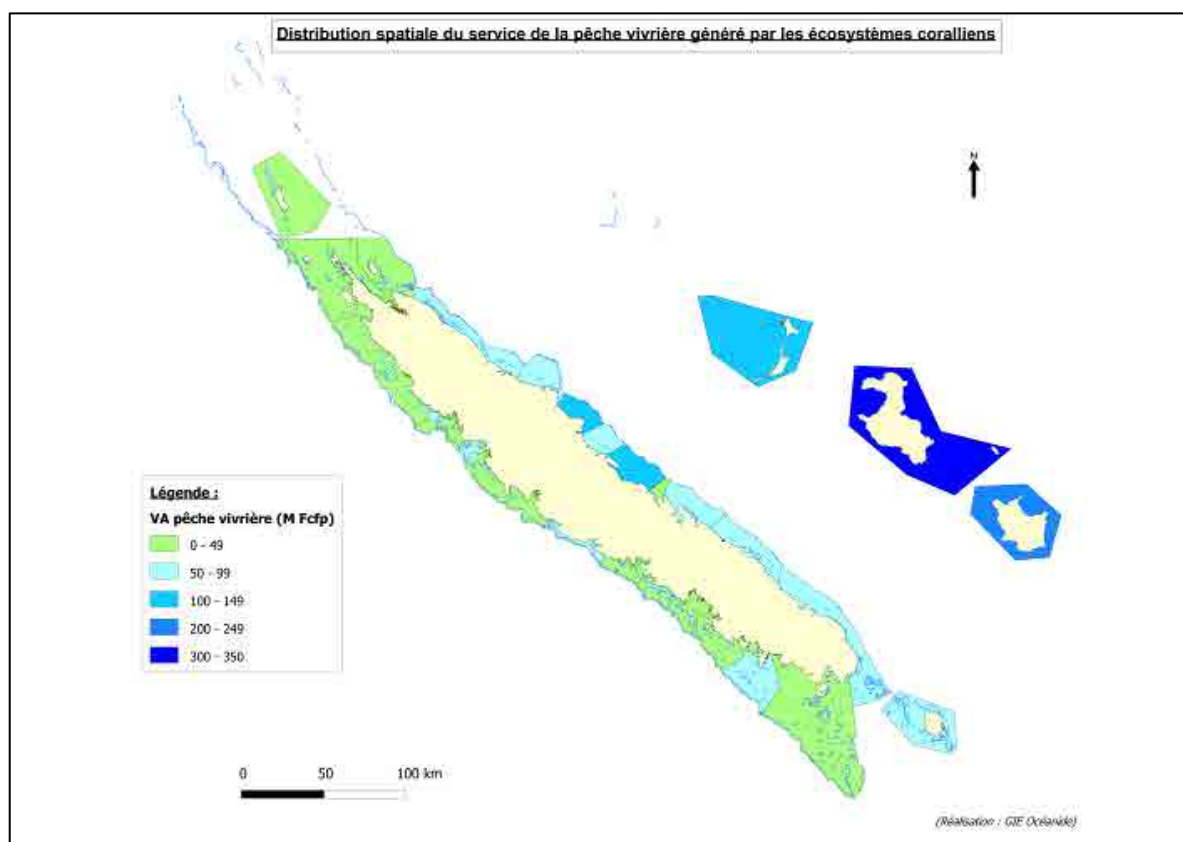 Distribution spatiale du service de la pêche vivrière généré par les écosystèmes coralliens
N
Légende :
VA pêche vivrière (M Fcfp)
0 - 49
50 - 99
100 - 149
200 - 249
300 - 350
0 50 100 km
(Réalisation : GIE Océanide)